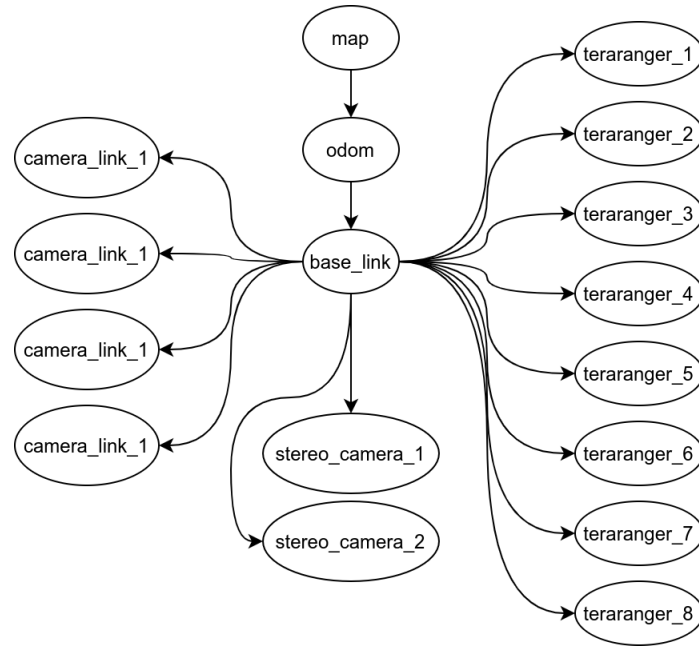 map
odom
base_link
camera_link_1
camera_link_1
camera_link_1
camera_link_1
stereo_camera_1
stereo_camera_2
teraranger_1
teraranger_2
teraranger_3
teraranger_4
teraranger_5
teraranger_6
teraranger_7
teraranger_8